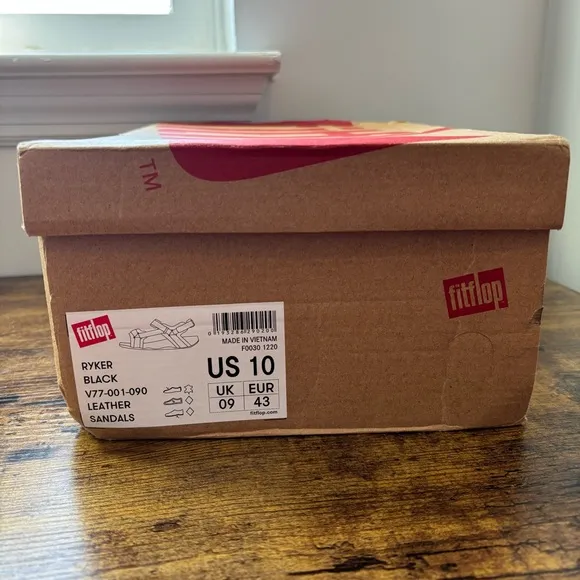 TM
fitflop
fitflop
0193286290200
MADE IN VIETNAM
F0030 1220
RYKER
BLACK
V77-001-090
LEATHER
SANDALS
US 10
UK EUR
09 43
fitflop.com